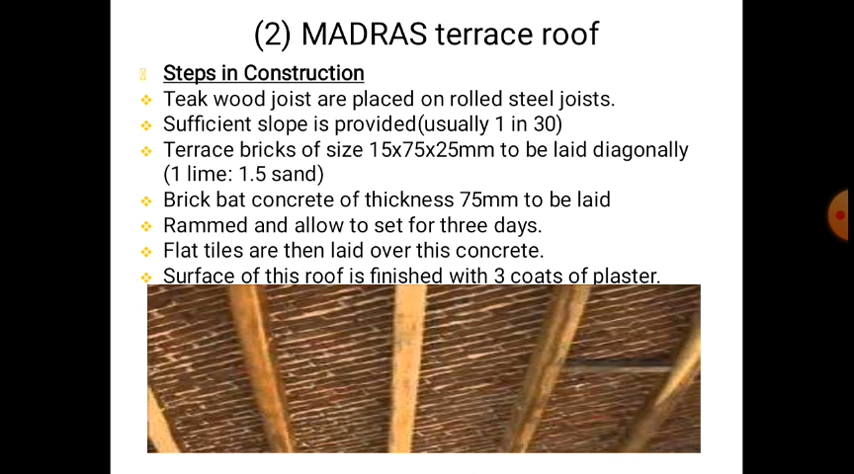 (2) MADRAS terrace roof
Steps in Construction
Teak wood joist are placed on rolled steel joists.
Sufficient slope is provided(usually 1 in 30)
Terrace bricks of size 15x75x25mm to be laid diagonally
(1 lime: 1.5 sand)
Brick bat concrete of thickness 75mm to be laid
Rammed and allow to set for three days.
Flat tiles are then laid over this concrete.
Surface of this roof is finished with 3 coats of plaster.